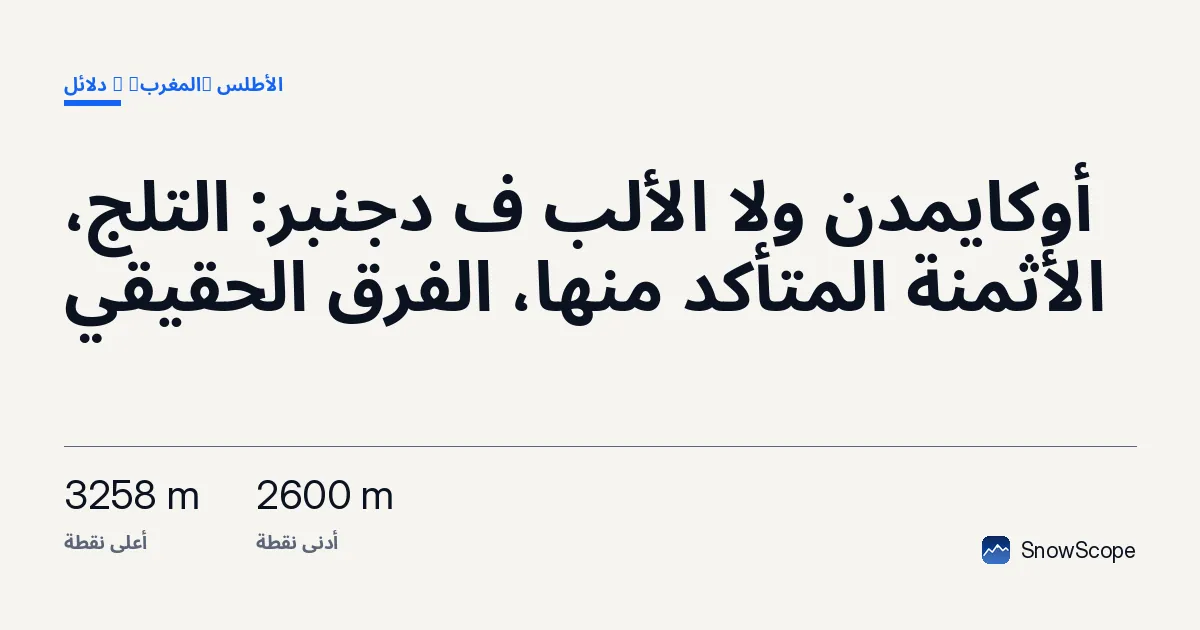 الأطلس ▯المغرب▯ ▯ دلائل
أوكايمدن ولا الألب ف دجنبر: التلج،
الأثمنة المتأكد منها، الفرق الحقيقي
3258 m
أعلى نقطة
2600 m
أدنى نقطة
SnowScope